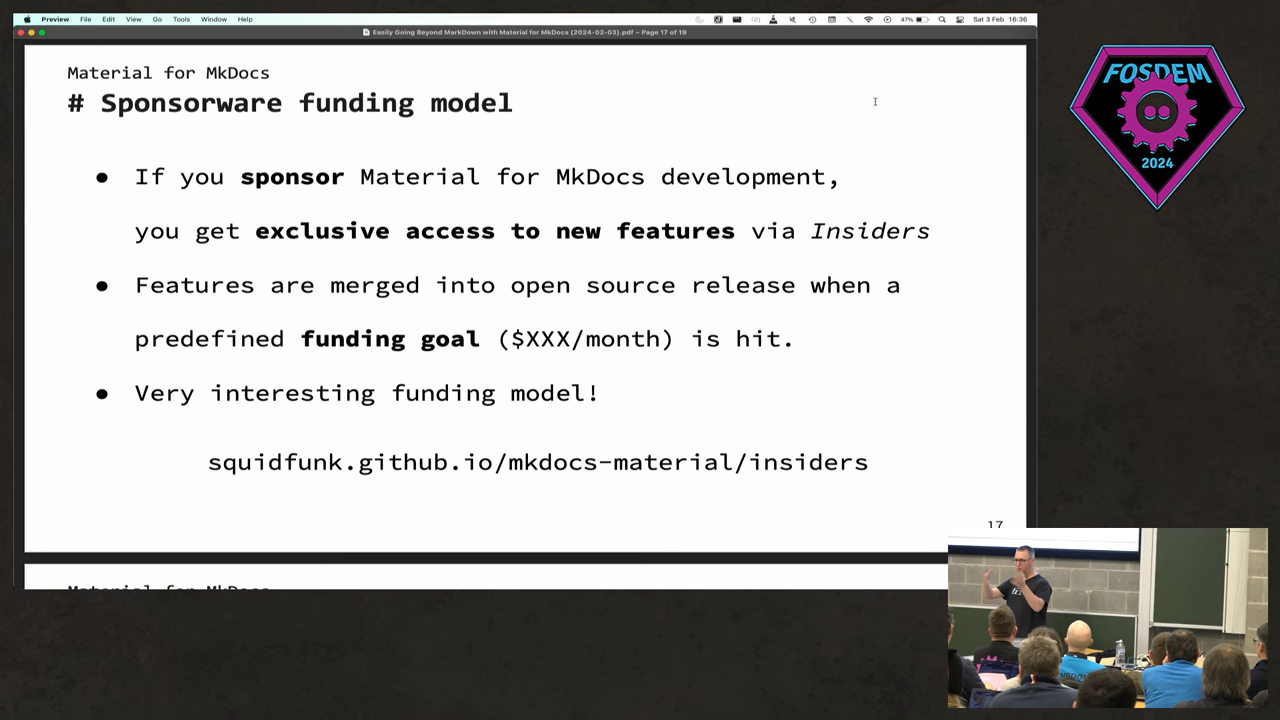 Preview File Edit View Go Tools Window Help 47% Sat 3 Feb 16:36
Easily Going Beyond MarkDown with Material for MkDocs (2024-02-03).pdf – Page 17 of 19
Material for MkDocs
# Sponsorware funding model
● If you sponsor Material for MkDocs development,
you get exclusive access to new features via Insiders
● Features are merged into open source release when a
predefined funding goal ($XXX/month) is hit.
● Very interesting funding model!
squidfunk.github.io/mkdocs-material/insiders
17
Material for MkDocs
FOSDEM
2024